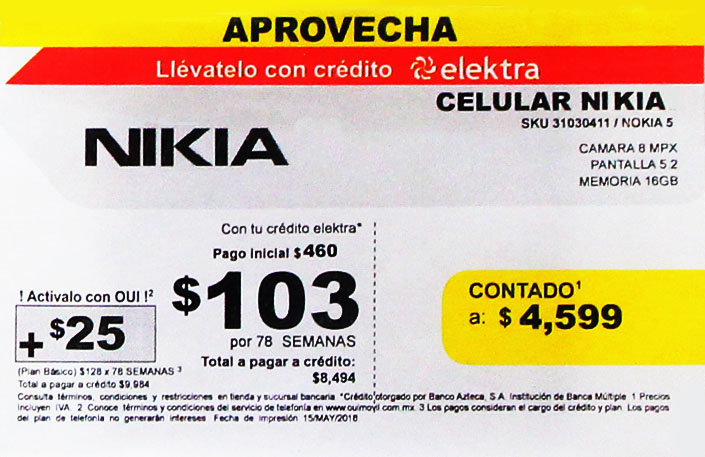 APROVECHA
Llévatelo con crédito elektra
CELULAR NIKIA
SKU 31030411 / NOKIA 5
NIKIA
CAMARA 8 MPX
PANTALLA 5.2
MEMORIA 16GB
Con tu crédito elektra*
Pago Inicial $460
! Activalo con OUI !²
+$25
$103
por 78 SEMANAS
(Plan Básico) $128 x 78 SEMANAS ³
Total a pagar a crédito $9,984
Total a pagar a crédito:
$8,494
CONTADO¹
a: $ 4,599
Consulta términos, condiciones y restricciones en tienda y sucursal bancaria *Crédito otorgado por Banco Azteca, S.A. Institución de Banca Múltiple 1 Precios
Incluyen IVA. 2 Conoce términos y condiciones del servicio de telefonía en www.ouimovil.com.mx. 3 Los pagos consideran el cargo del crédito y plan. Los pagos
del plan de telefonía no generarán intereses Fecha de impresión 15/MAY/2018